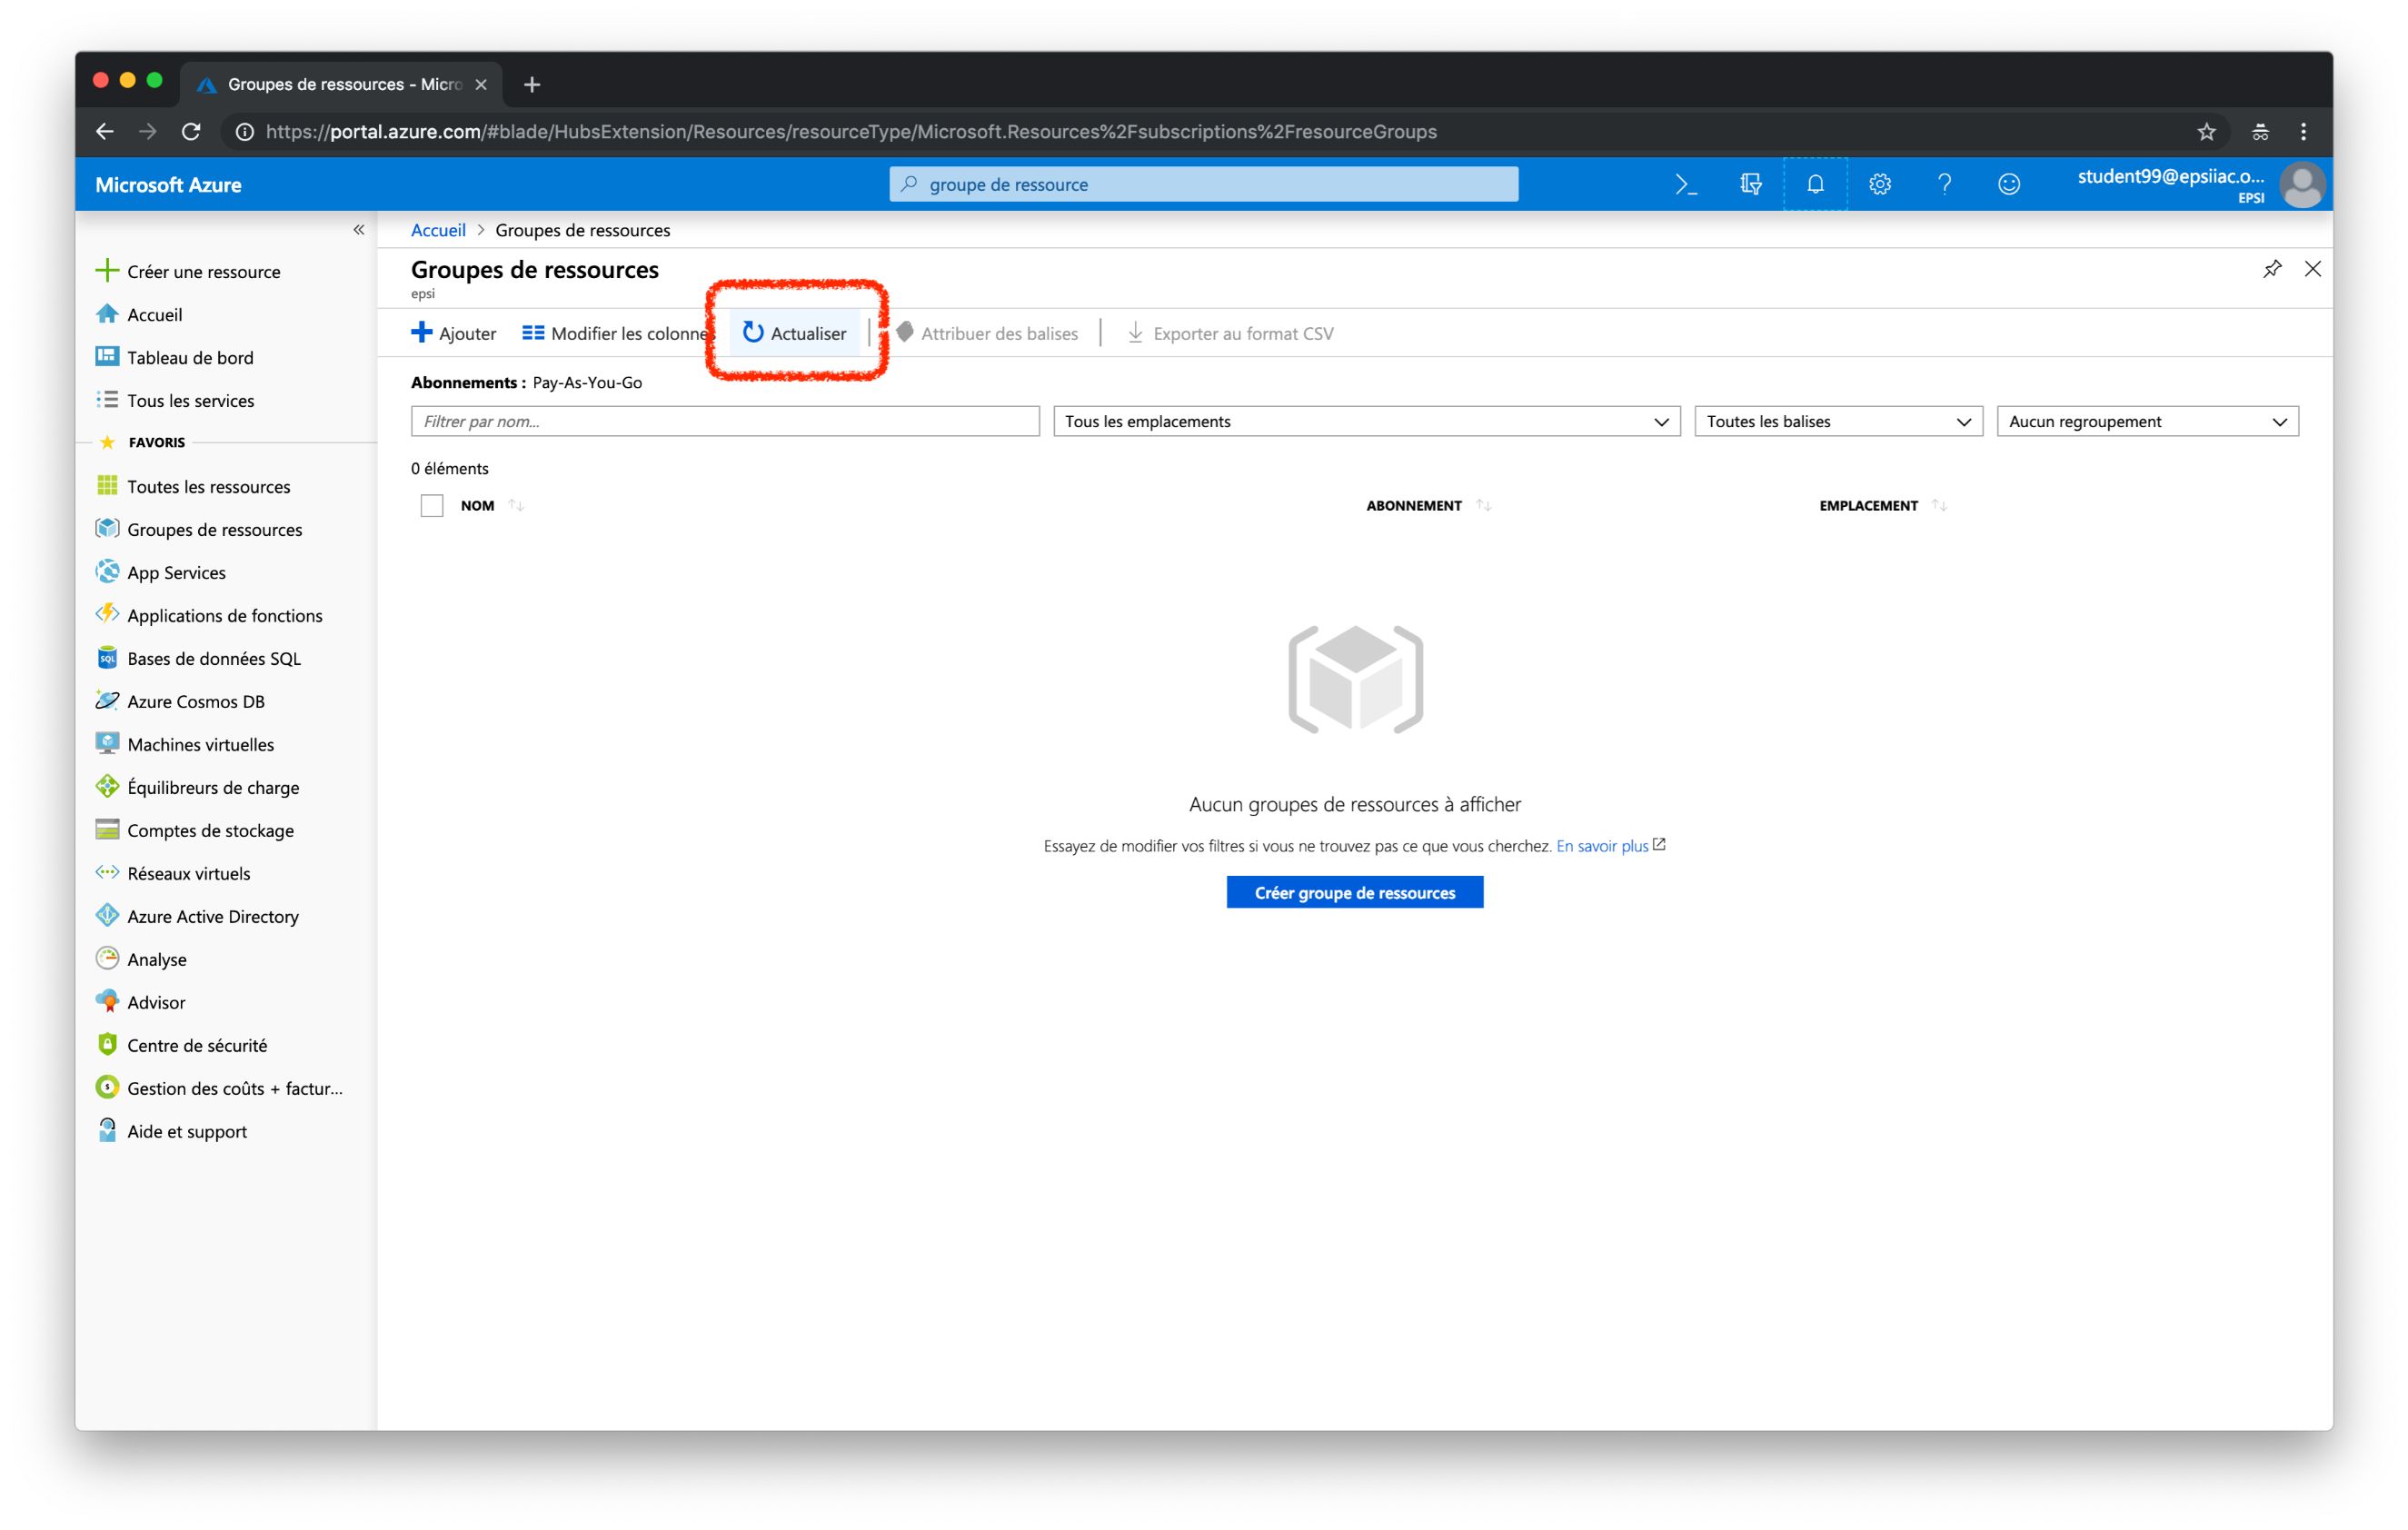 Groupes de ressources - Micro
https://portal.azure.com/#blade/HubsExtension/Resources/resourceType/Microsoft.Resources%2Fsubscriptions%2FresourceGroups
Microsoft Azure
groupe de ressource
student99@epsiiac.o...
EPSI
Accueil > Groupes de ressources
Groupes de ressources
epsi
Ajouter
Modifier les colonne
Actualiser
Attribuer des balises
Exporter au format CSV
Abonnements : Pay-As-You-Go
Filtrer par nom...
Tous les emplacements
Toutes les balises
Aucun regroupement
0 éléments
NOM
ABONNEMENT
EMPLACEMENT
Aucun groupes de ressources à afficher
Essayez de modifier vos filtres si vous ne trouvez pas ce que vous cherchez. En savoir plus
Créer groupe de ressources
Créer une ressource
Accueil
Tableau de bord
Tous les services
FAVORIS
Toutes les ressources
Groupes de ressources
App Services
Applications de fonctions
SQL
Bases de données SQL
Azure Cosmos DB
Machines virtuelles
Équilibreurs de charge
Comptes de stockage
Réseaux virtuels
Azure Active Directory
Analyse
Advisor
Centre de sécurité
Gestion des coûts + factur...
Aide et support